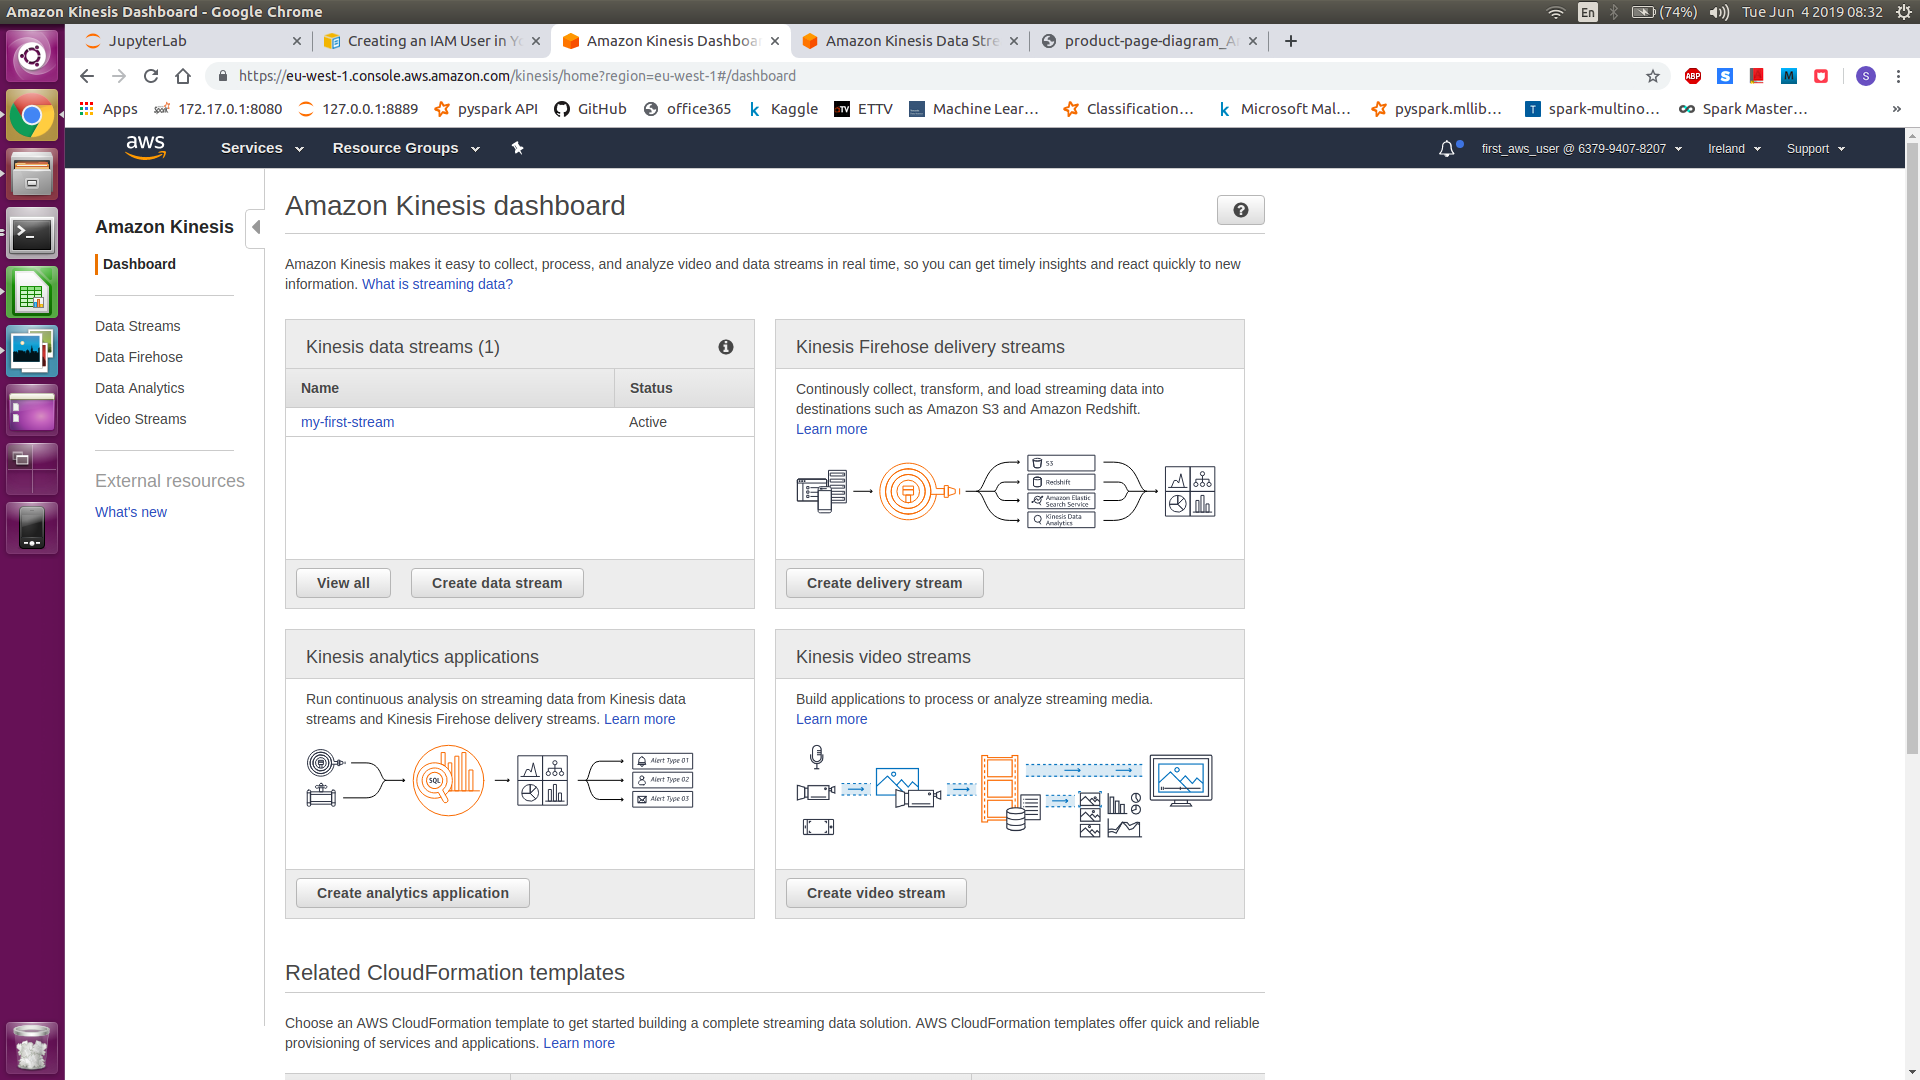 Amazon Kinesis Dashboard - Google Chrome
En (74%) Tue Jun 4 2019 08:32
JupyterLab
Creating an IAM User in Yo
Amazon Kinesis Dashboar
Amazon Kinesis Data Stre
product-page-diagram_A
https://eu-west-1.console.aws.amazon.com/kinesis/home?region=eu-west-1#/dashboard
ABP
S
M
S
Apps
172.17.0.1:8080
127.0.0.1:8889
pyspark API
GitHub
office365
Kaggle
ETTV
Machine Lear...
Classification...
Microsoft Mal...
pyspark.mllib...
spark-multino...
Spark Master...
»
aws
Services
Resource Groups
first_aws_user @ 6379-9407-8207
Ireland
Support
Amazon Kinesis
Dashboard
Data Streams
Data Firehose
Data Analytics
Video Streams
External resources
What's new
Amazon Kinesis dashboard
Amazon Kinesis makes it easy to collect, process, and analyze video and data streams in real time, so you can get timely insights and react quickly to new
information. What is streaming data?
Kinesis data streams (1)
Name Status
my-first-stream Active
View all
Create data stream
Kinesis Firehose delivery streams
Continously collect, transform, and load streaming data into
destinations such as Amazon S3 and Amazon Redshift.
Learn more
S3
Redshift
Amazon Elastic
Search Service
Kinesis Data
Analytics
Create delivery stream
Kinesis analytics applications
Run continuous analysis on streaming data from Kinesis data
streams and Kinesis Firehose delivery streams. Learn more
SQL
Alert Type 01
Alert Type 02
Alert Type 03
Create analytics application
Kinesis video streams
Build applications to process or analyze streaming media.
Learn more
Create video stream
Related CloudFormation templates
Choose an AWS CloudFormation template to get started building a complete streaming data solution. AWS CloudFormation templates offer quick and reliable
provisioning of services and applications. Learn more